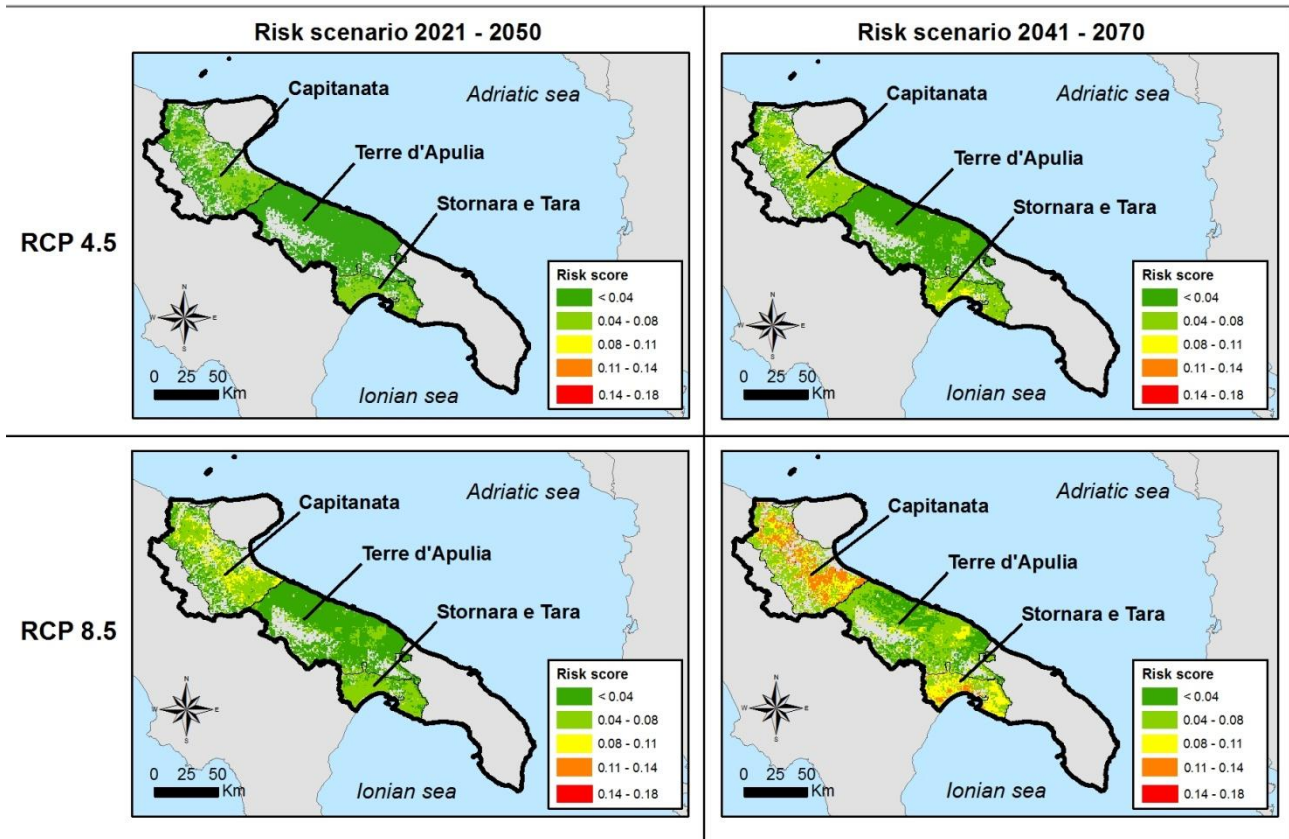 Risk scenario 2021 - 2050
Risk scenario 2041 - 2070
RCP 4.5
Capitanata
Adriatic sea
Terre d'Apulia
Stornara e Tara
Risk score
< 0.04
0.04 - 0.08
0.08 - 0.11
0.11 - 0.14
0.14 - 0.18
N
W
E
S
0 25 50
Km
Ionian sea
Capitanata
Adriatic sea
Terre d'Apulia
Stornara e Tara
Risk score
< 0.04
0.04 - 0.08
0.08 - 0.11
0.11 - 0.14
0.14 - 0.18
N
W
E
S
0 25 50
Km
Ionian sea
RCP 8.5
Capitanata
Adriatic sea
Terre d'Apulia
Stornara e Tara
Risk score
< 0.04
0.04 - 0.08
0.08 - 0.11
0.11 - 0.14
0.14 - 0.18
N
W
E
S
0 25 50
Km
Ionian sea
Capitanata
Adriatic sea
Terre d'Apulia
Stornara e Tara
Risk score
< 0.04
0.04 - 0.08
0.08 - 0.11
0.11 - 0.14
0.14 - 0.18
N
W
E
S
0 25 50
Km
Ionian sea